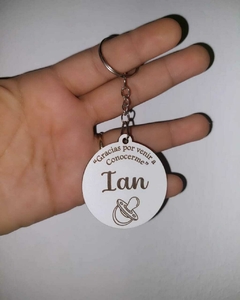 "Gracias por venir a
Conocerme"
Ian